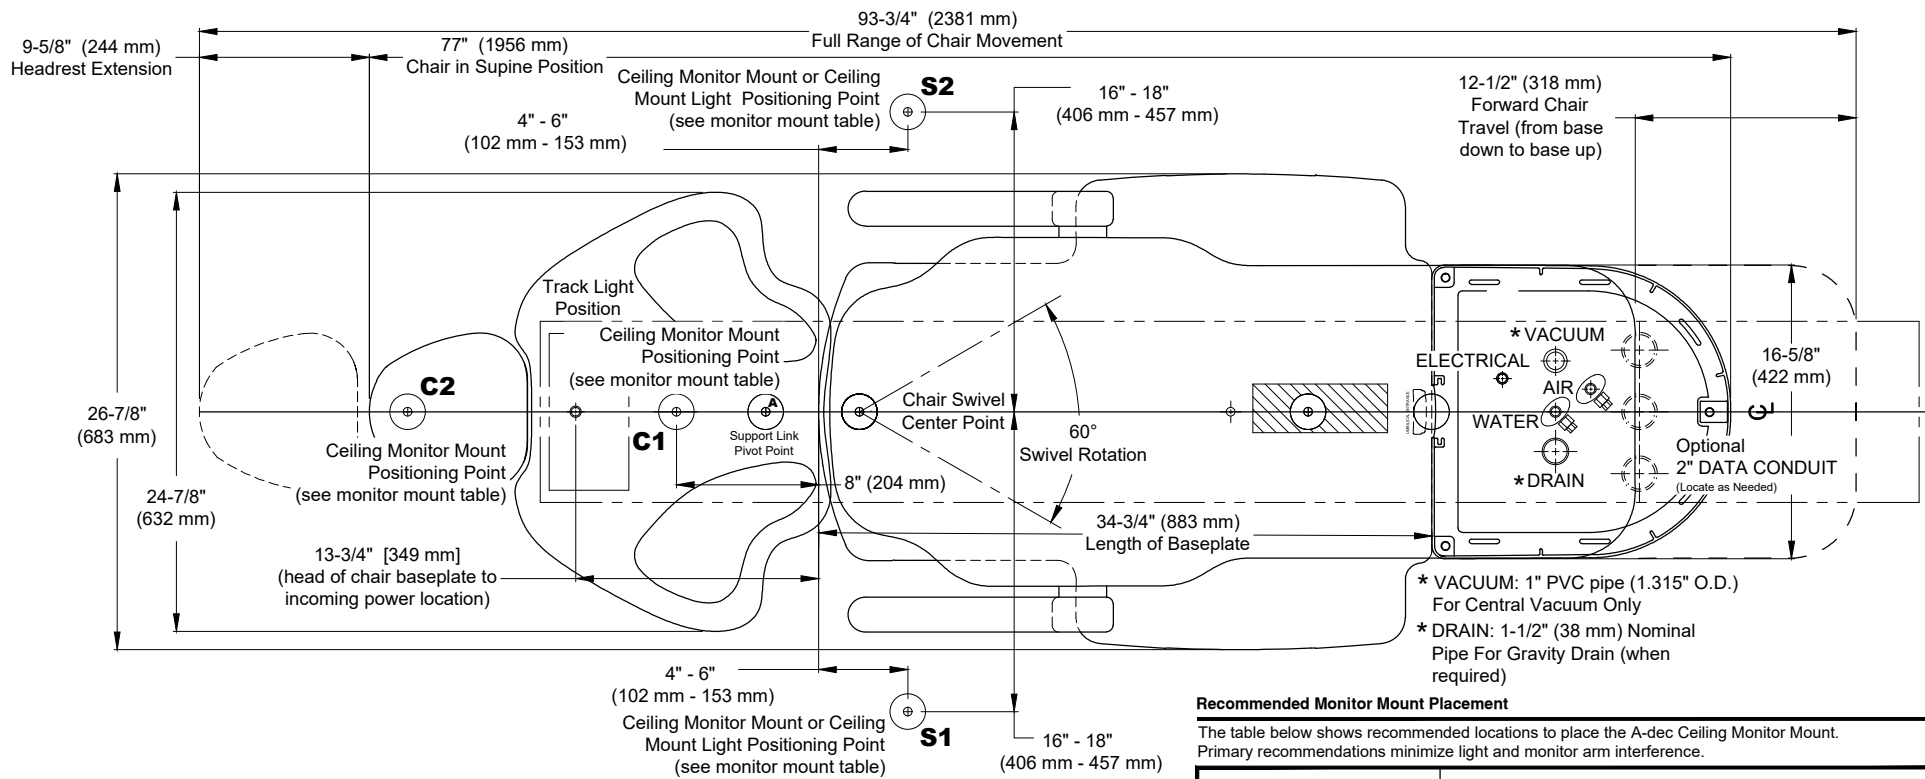 93-3/4" (2381 mm)
Full Range of Chair Movement
9-5/8" (244 mm)
Headrest Extension
77" (1956 mm)
Chair in Supine Position
Ceiling Monitor Mount or Ceiling
Mount Light Positioning Point
(see monitor mount table)
S2
4" - 6"
(102 mm - 153 mm)
16" - 18"
(406 mm - 457 mm)
12-1/2" (318 mm)
Forward Chair
Travel (from base
down to base up)
Track Light
Position
Ceiling Monitor Mount
Positioning Point
(see monitor mount table)
C2
C1
A
Support Link
Pivot Point
Chair Swivel
Center Point
60°
Swivel Rotation
* VACUUM
ELECTRICAL
AIR
WATER
* DRAIN
16-5/8"
(422 mm)
CL
Optional
2" DATA CONDUIT
(Locate as Needed)
26-7/8"
(683 mm)
Ceiling Monitor Mount
Positioning Point
(see monitor mount table)
24-7/8"
(632 mm)
8" (204 mm)
34-3/4" (883 mm)
Length of Baseplate
13-3/4" [349 mm]
(head of chair baseplate to
incoming power location)
* VACUUM: 1" PVC pipe (1.315" O.D.)
For Central Vacuum Only
* DRAIN: 1-1/2" (38 mm) Nominal
Pipe For Gravity Drain (when
required)
4" - 6"
(102 mm - 153 mm)
Ceiling Monitor Mount or Ceiling
Mount Light Positioning Point
(see monitor mount table)
S1
16" - 18"
(406 mm - 457 mm)
Recommended Monitor Mount Placement
The table below shows recommended locations to place the A-dec Ceiling Monitor Mount.
Primary recommendations minimize light and monitor arm interference.